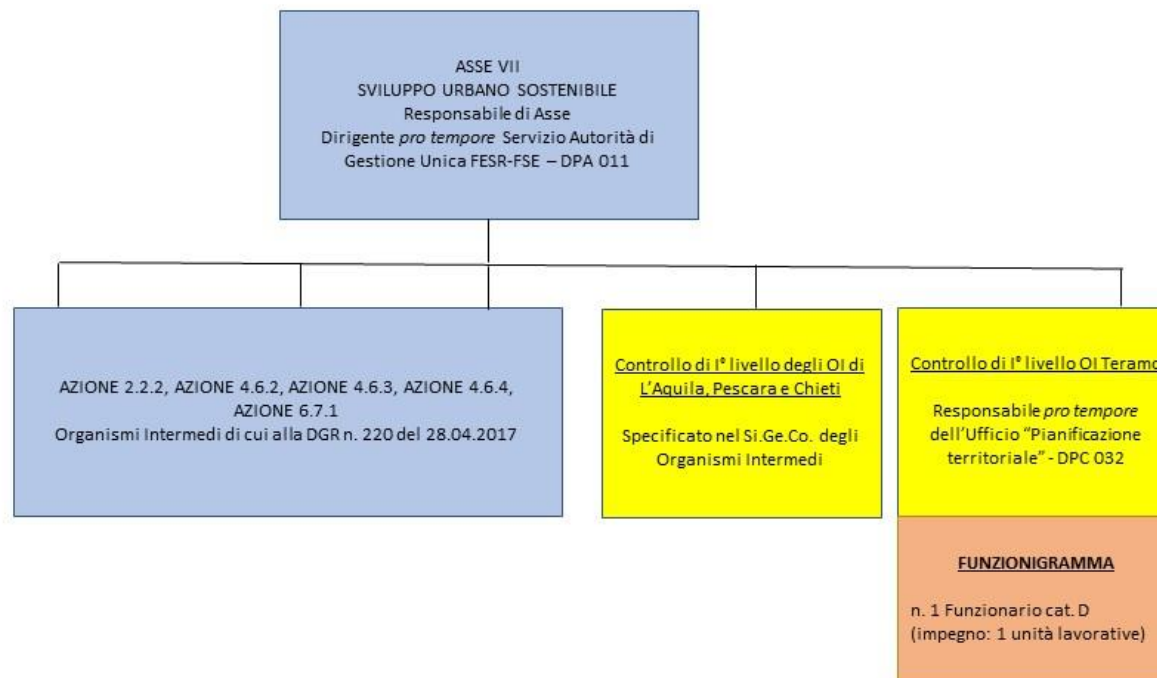 ASSE VII
SVILUPPO URBANO SOSTENIBILE
Responsabile di Asse
Dirigente pro tempore Servizio Autorità di
Gestione Unica FESR-FSE – DPA 011
AZIONE 2.2.2, AZIONE 4.6.2, AZIONE 4.6.3, AZIONE 4.6.4,
AZIONE 6.7.1
Organismi Intermedi di cui alla DGR n. 220 del 28.04.2017
Controllo di I° livello degli OI di
L'Aquila, Pescara e Chieti
Specificato nel Si.Ge.Co. degli
Organismi Intermedi
Controllo di I° livello OI Teramo
Responsabile pro tempore
dell'Ufficio "Pianificazione
territoriale" - DPC 032
FUNZIONIGRAMMA
n. 1 Funzionario cat. D
(impegno: 1 unità lavorative)